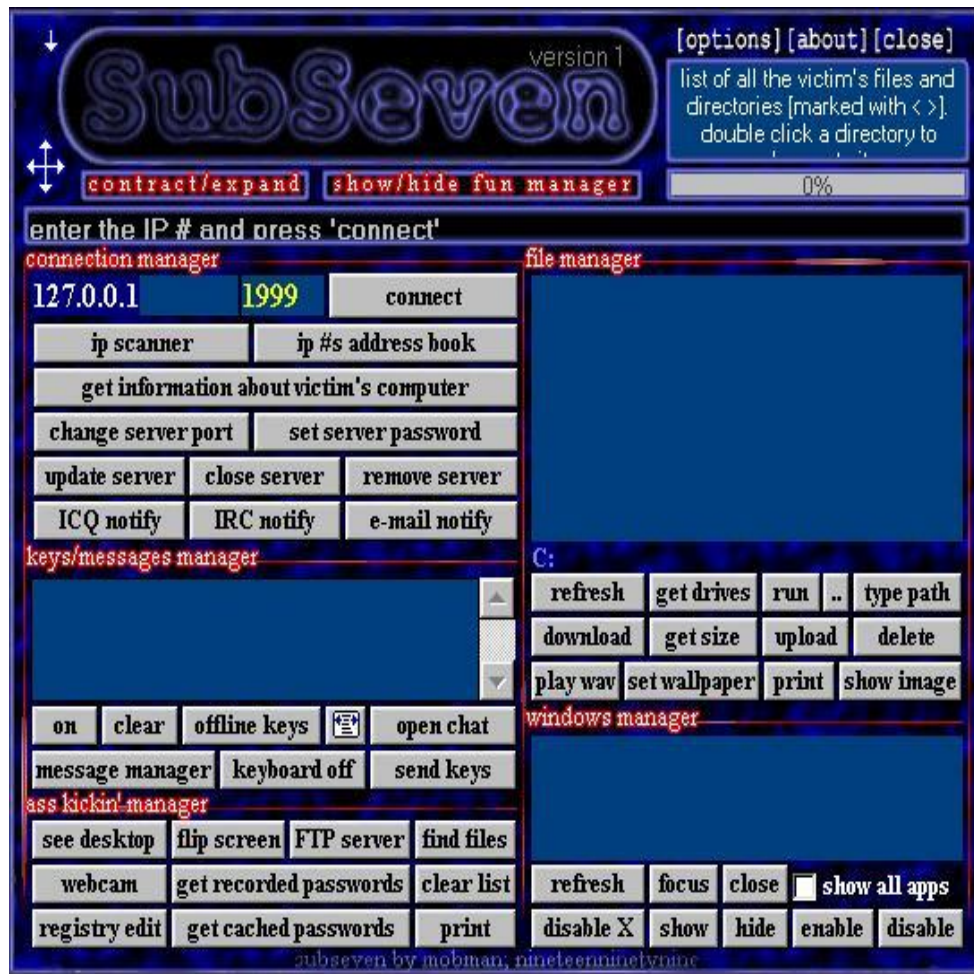 SubSeven version 1
[options] [about] [close]
list of all the victim's files and
directories [marked with < >].
double click a directory to
contract/expand show/hide fun manager
0%
enter the IP # and press 'connect'
connection manager
127.0.0.1 1999 connect
ip scanner ip #s address book
get information about victim's computer
change server port set server password
update server close server remove server
ICQ notify IRC notify e-mail notify
keys/messages manager
on clear offline keys open chat
message manager keyboard off send keys
ass kickin' manager
see desktop flip screen FTP server find files
webcam get recorded passwords clear list
registry edit get cached passwords print
file manager
C:
refresh get drives run .. type path
download get size upload delete
play wav set wallpaper print show image
windows manager
refresh focus close show all apps
disable X show hide enable disable
subseven by mobman; nineteenninetynine